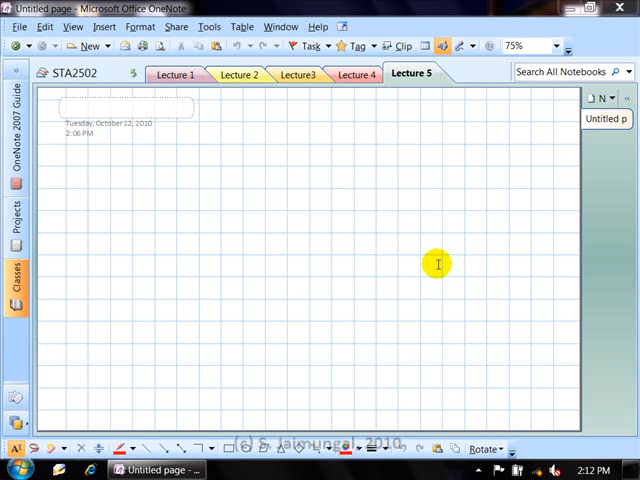 Untitled page - Microsoft Office OneNote
File Edit View Insert Format Share Tools Table Window Help
New Task Tag Clip 75%
STA2502 Lecture 1 Lecture 2 Lecture3 Lecture 4 Lecture 5 Search All Notebooks
N
Untitled p
Tuesday, October 12, 2010
2:06 PM
OneNote 2007 Guide
Projects
Classes
(c) S. Jaimungal, 2010
Rotate
Untitled page - ...
2:12 PM